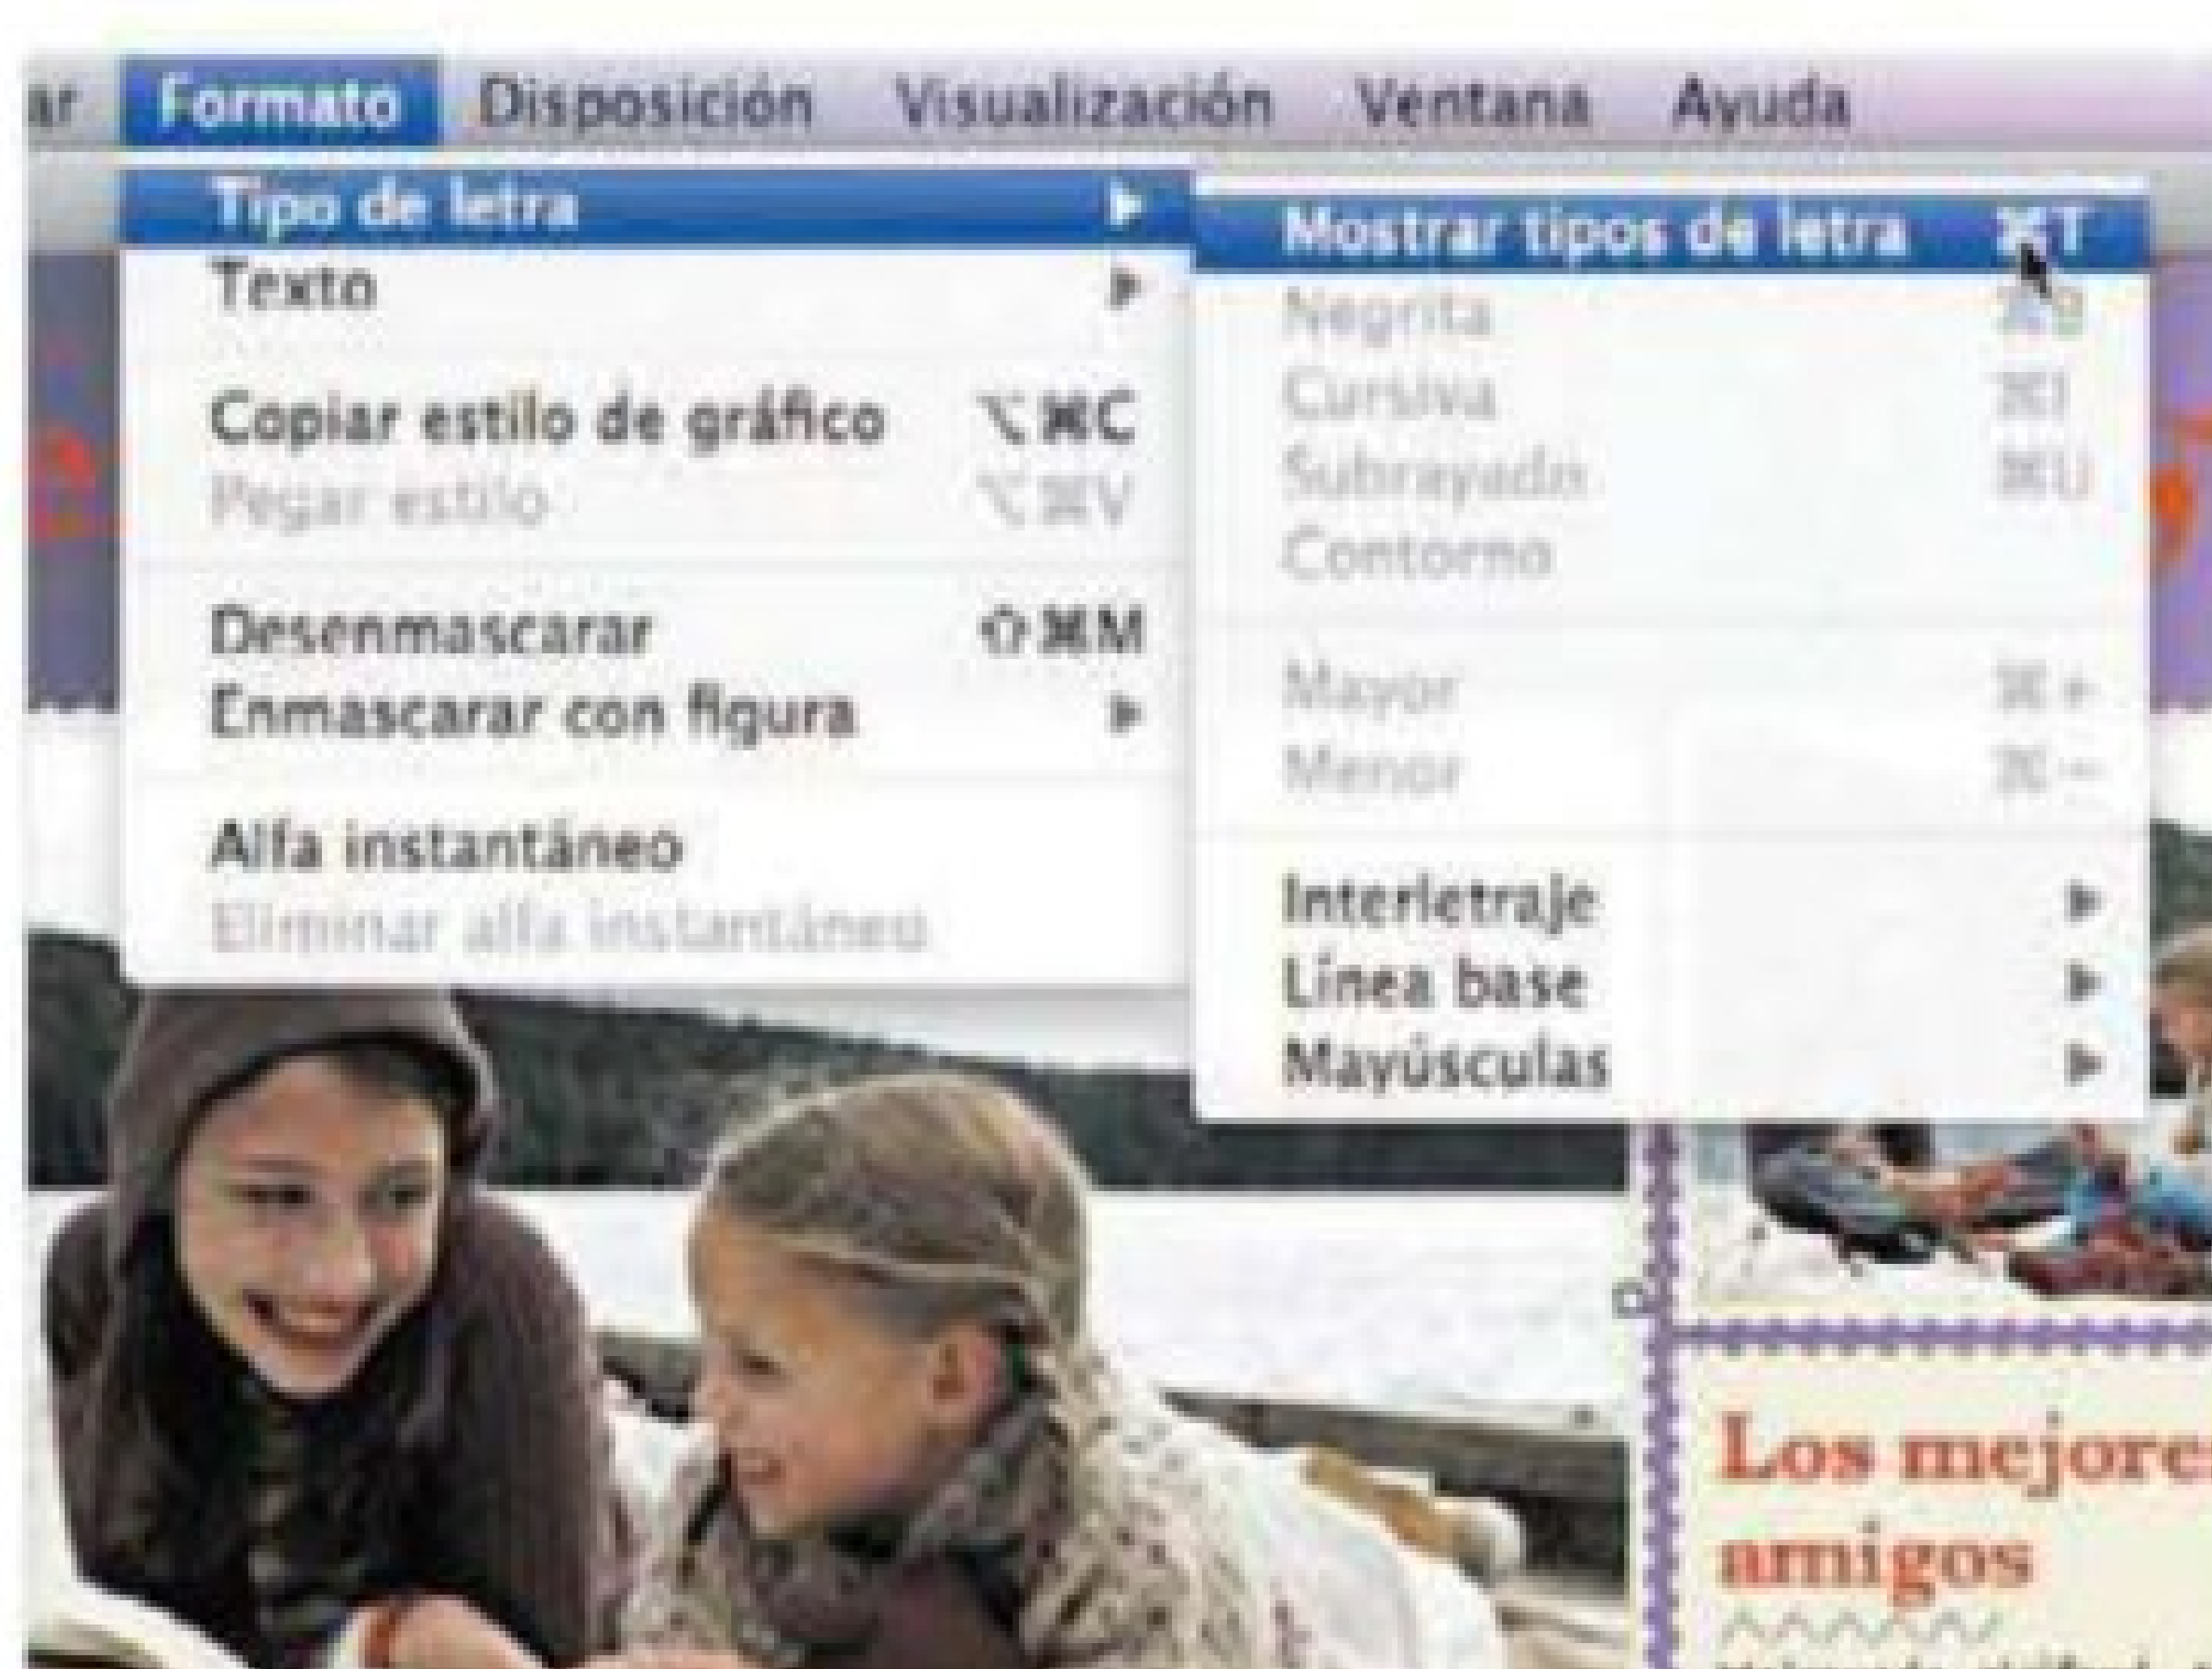 ar Formato Disposición Visualización Ventana Ayuda
Tipo de letra
Texto
Copiar estilo de gráfico ⌥⌘C
Pegar estilo ⌥⌘V
Desenmascarar ⇧⌘M
Enmascarar con figura
Alfa instantáneo
Eliminar alfa instantáneo
Mostrar tipos de letra ⌘T
Negrita ⌘B
Cursiva ⌘I
Subrayado ⌘U
Contorno
Mayor ⌘+
Menor ⌘-
Interletraje
Línea base
Mayúsculas
Los mejores
amigos